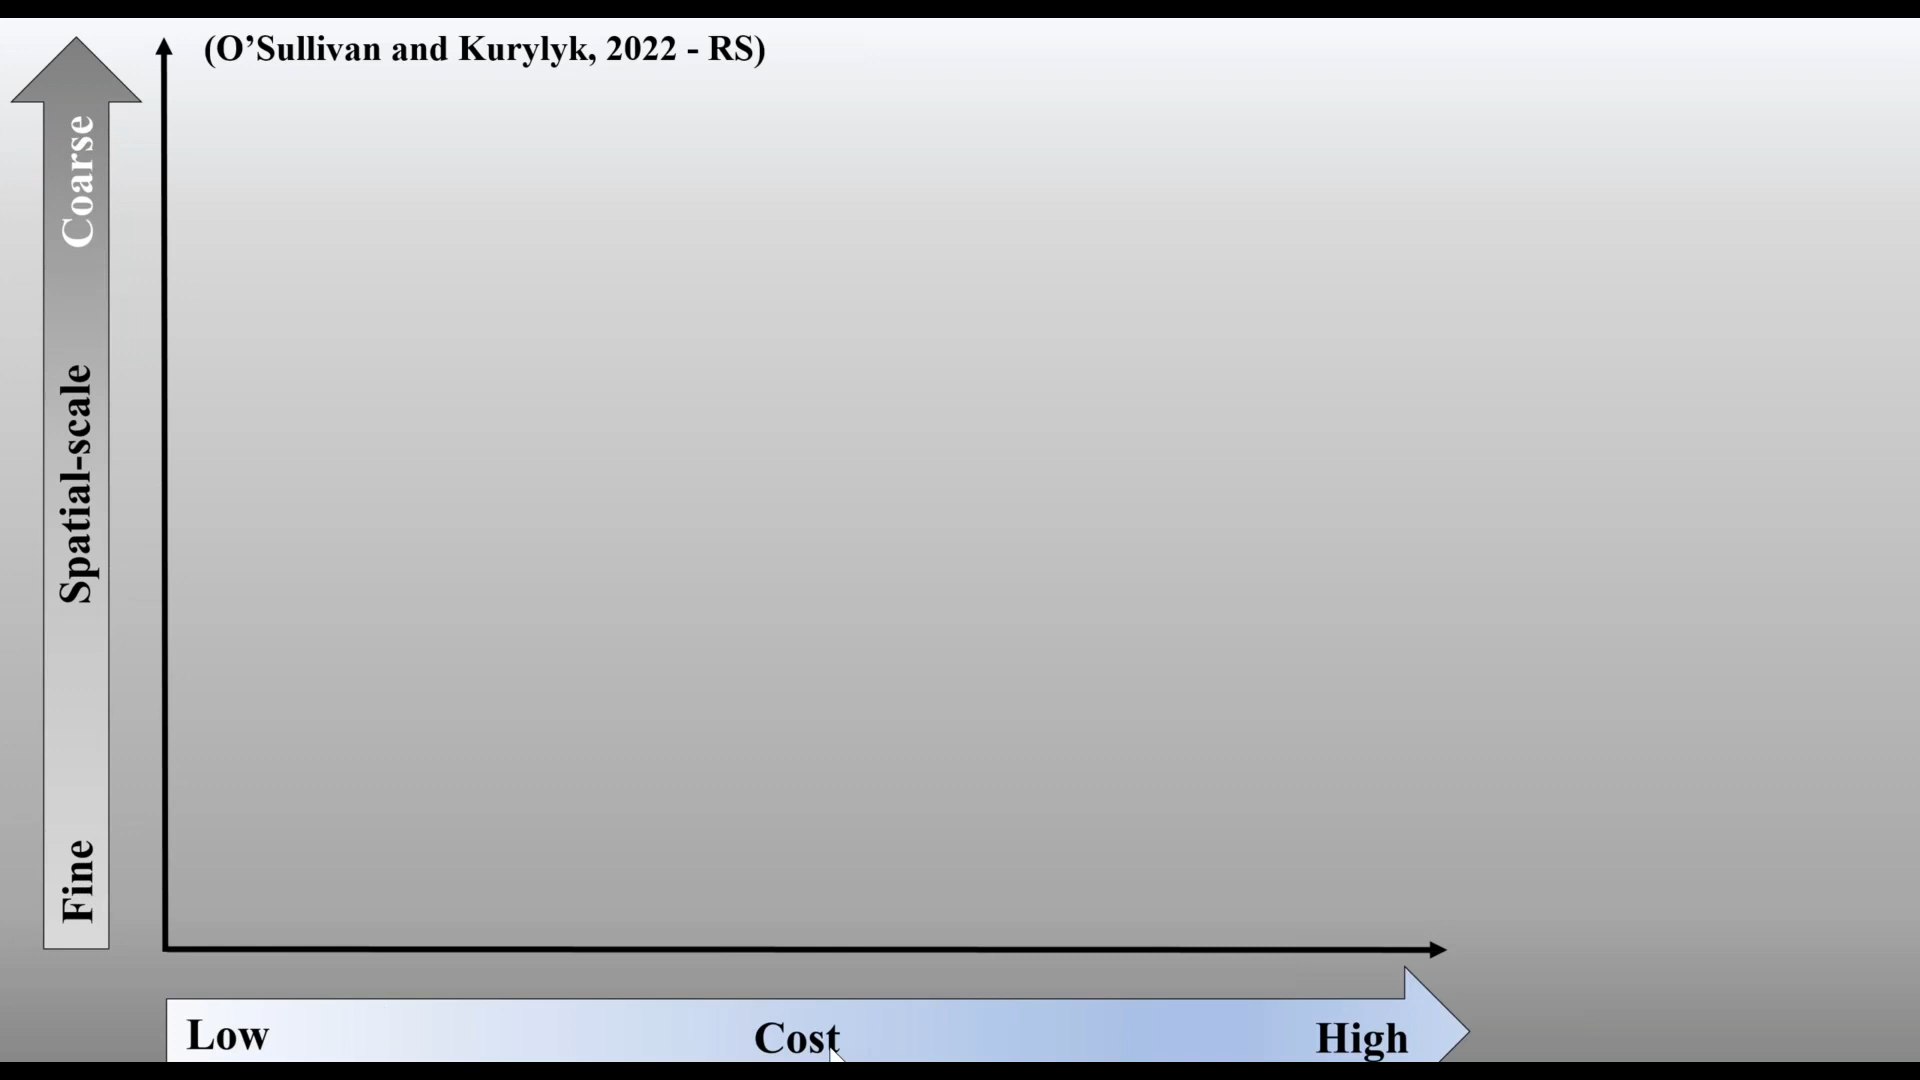 (O’Sullivan and Kurylyk, 2022 - RS)
Coarse
Spatial-scale
Fine
Low
Cost
High